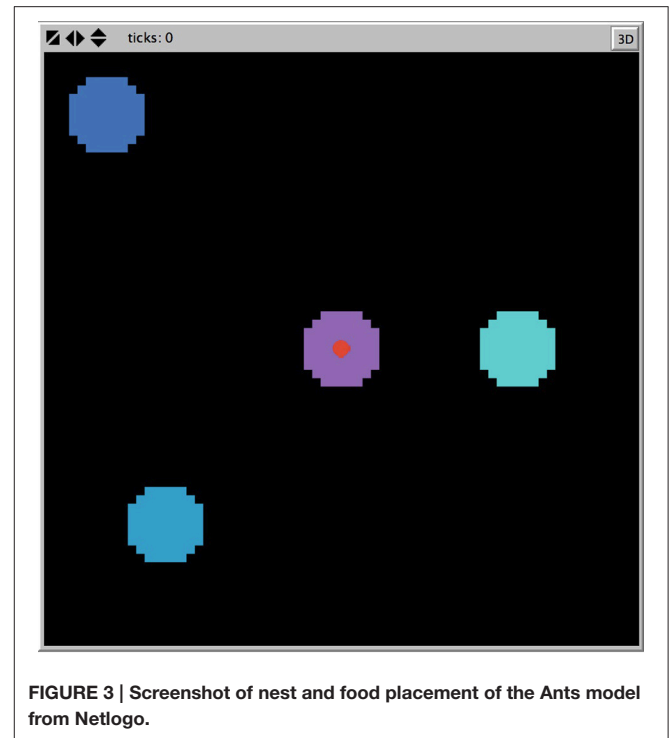 ticks: 0
3D
FIGURE 3 | Screenshot of nest and food placement of the Ants model
from Netlogo.